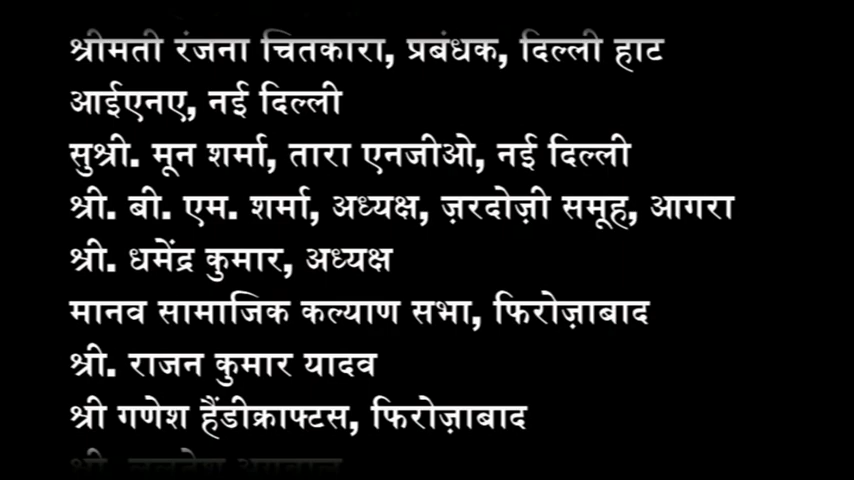 श्रीमती रंजना चितकारा, प्रबंधक, दिल्ली हाट
आईएनए, नई दिल्ली
सुश्री. मून शर्मा, तारा एनजीओ, नई दिल्ली
श्री. बी. एम. शर्मा, अध्यक्ष, ज़रदोज़ी समूह, आगरा
श्री. धमेंद्र कुमार, अध्यक्ष
मानव सामाजिक कल्याण सभा, फिरोज़ाबाद
श्री. राजन कुमार यादव
श्री गणेश हैंडीक्राफ्टस, फिरोज़ाबाद
श्री.